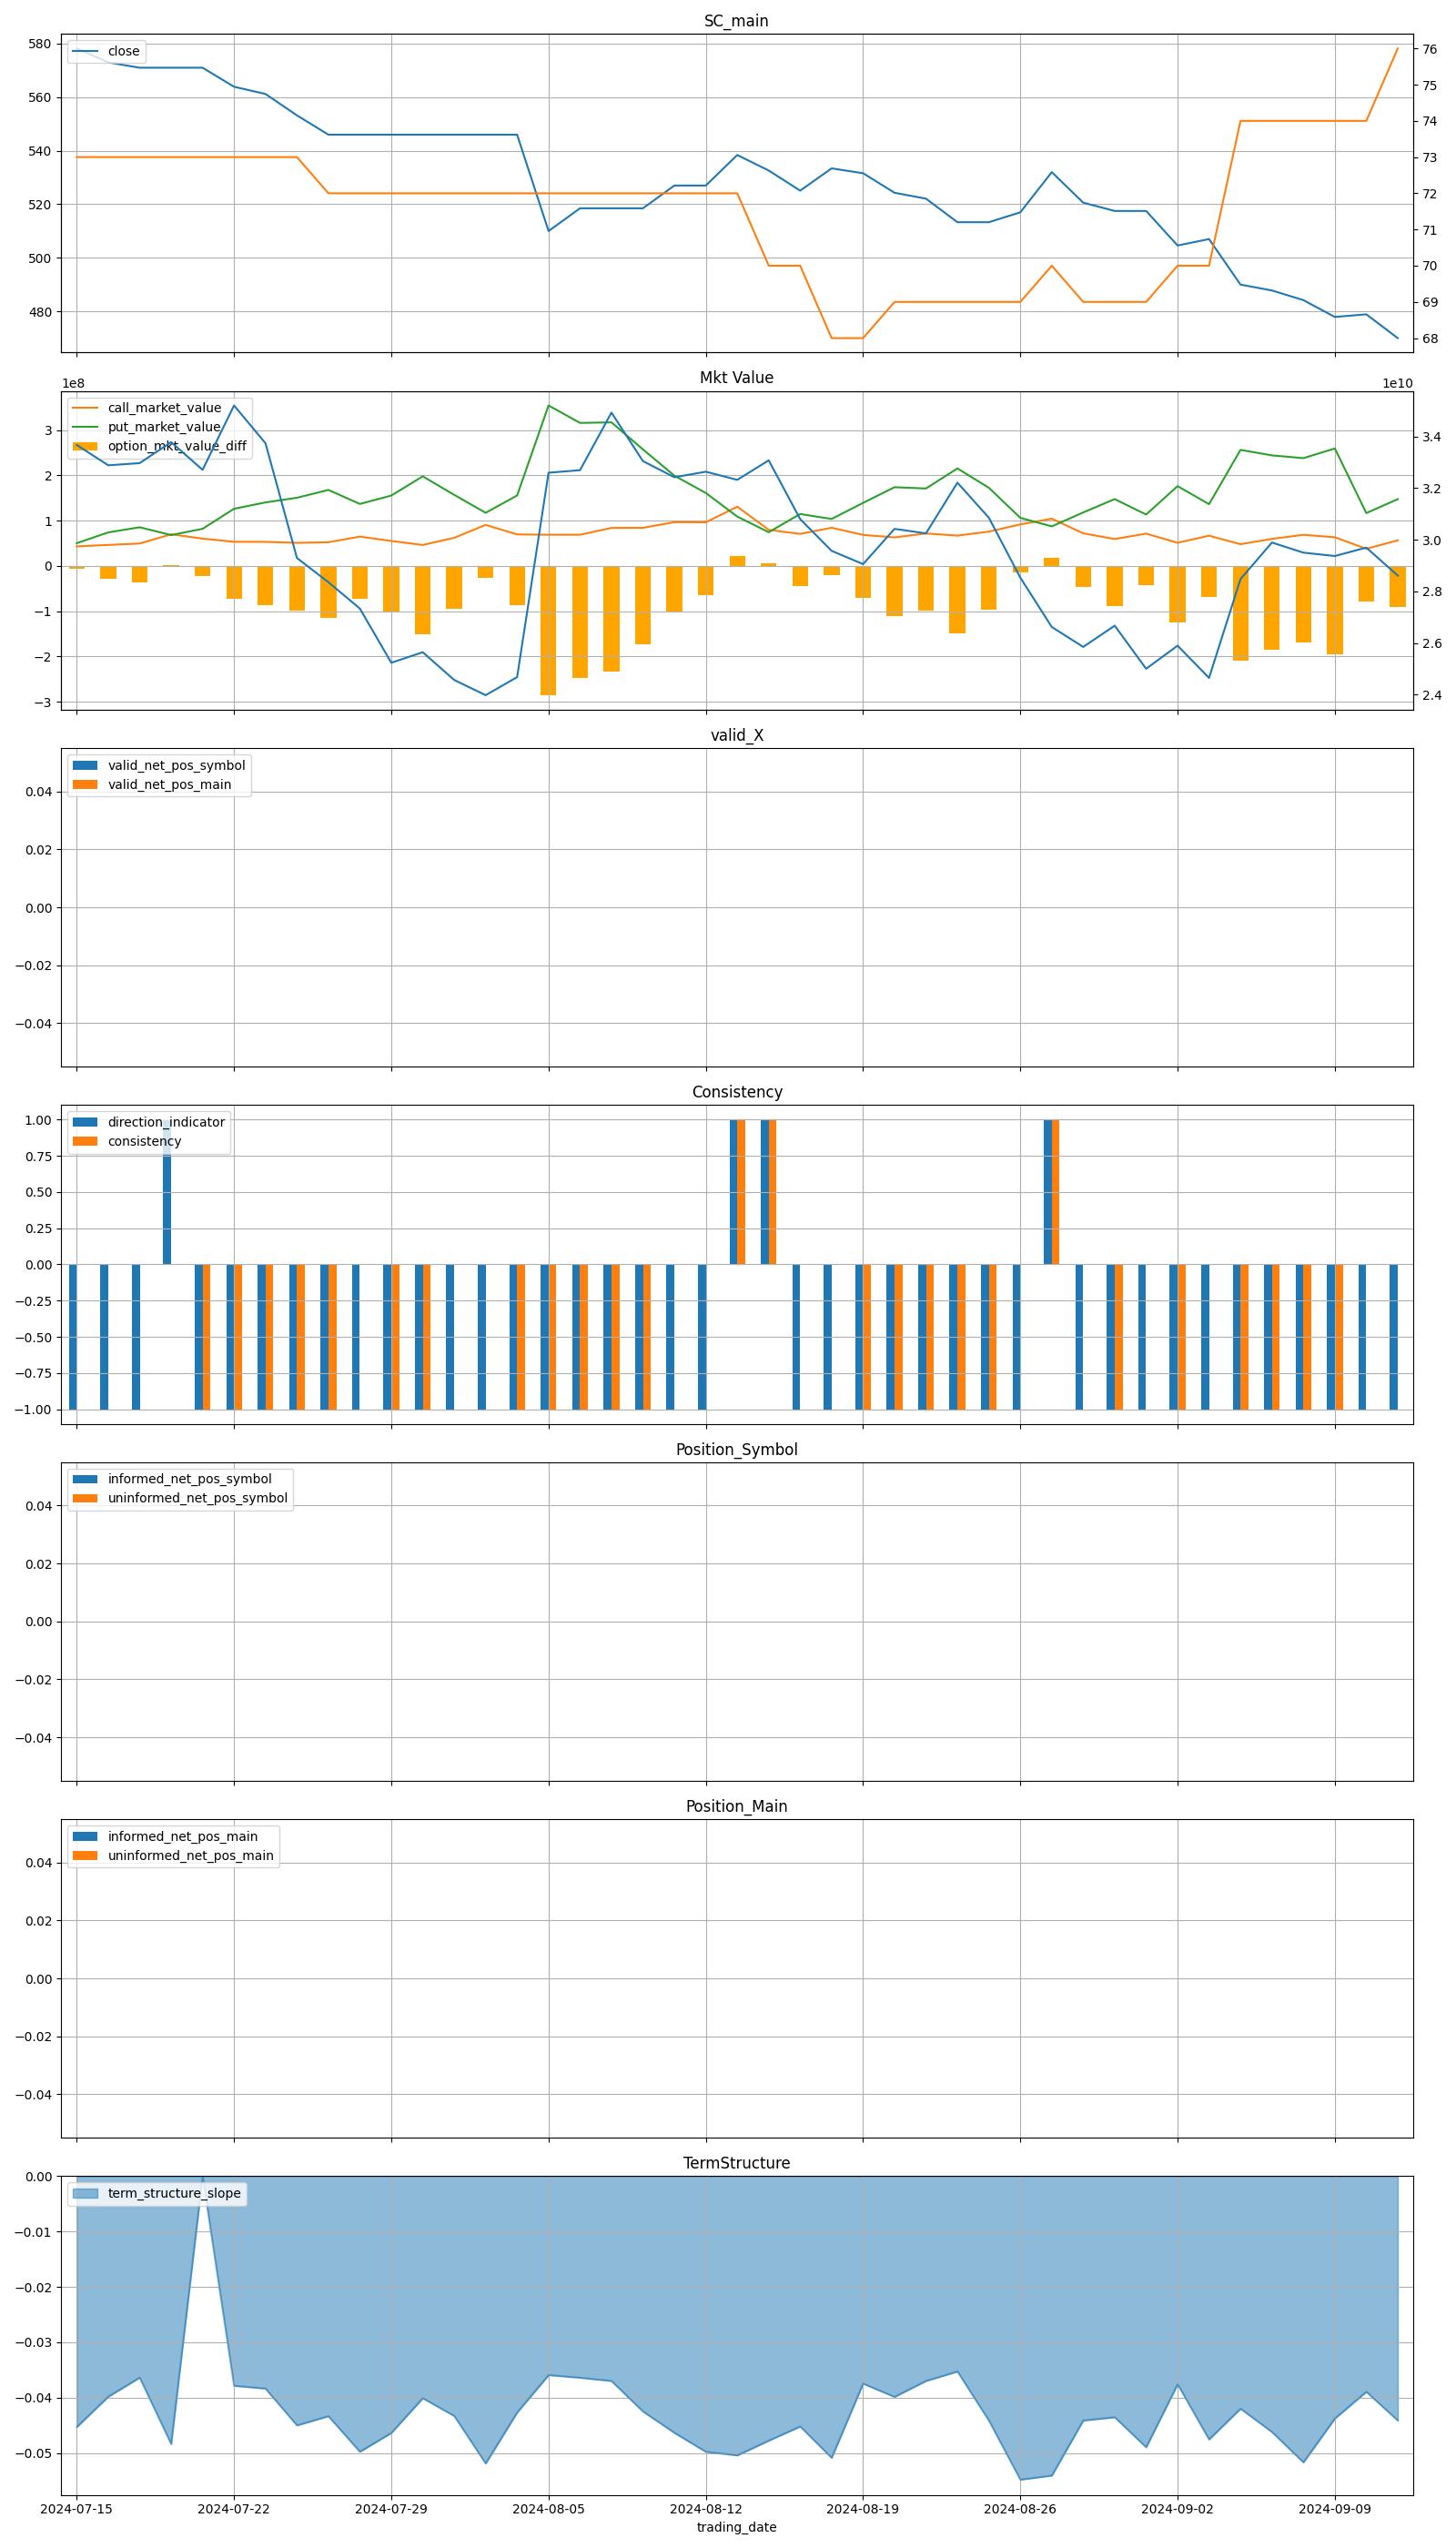 SC_main
close
580
560
540
520
500
480
76
75
74
73
72
71
70
69
68
Mkt Value
1e8
1e10
call_market_value
put_market_value
option_mkt_value_diff
3
2
1
0
−1
−2
−3
3.4
3.2
3.0
2.8
2.6
2.4
valid_X
valid_net_pos_symbol
valid_net_pos_main
0.04
0.02
0.00
−0.02
−0.04
Consistency
direction_indicator
consistency
1.00
0.75
0.50
0.25
0.00
−0.25
−0.50
−0.75
−1.00
Position_Symbol
informed_net_pos_symbol
uninformed_net_pos_symbol
0.04
0.02
0.00
−0.02
−0.04
Position_Main
informed_net_pos_main
uninformed_net_pos_main
0.04
0.02
0.00
−0.02
−0.04
TermStructure
term_structure_slope
0.00
−0.01
−0.02
−0.03
−0.04
−0.05
2024-07-15
2024-07-22
2024-07-29
2024-08-05
2024-08-12
2024-08-19
2024-08-26
2024-09-02
2024-09-09
trading_date